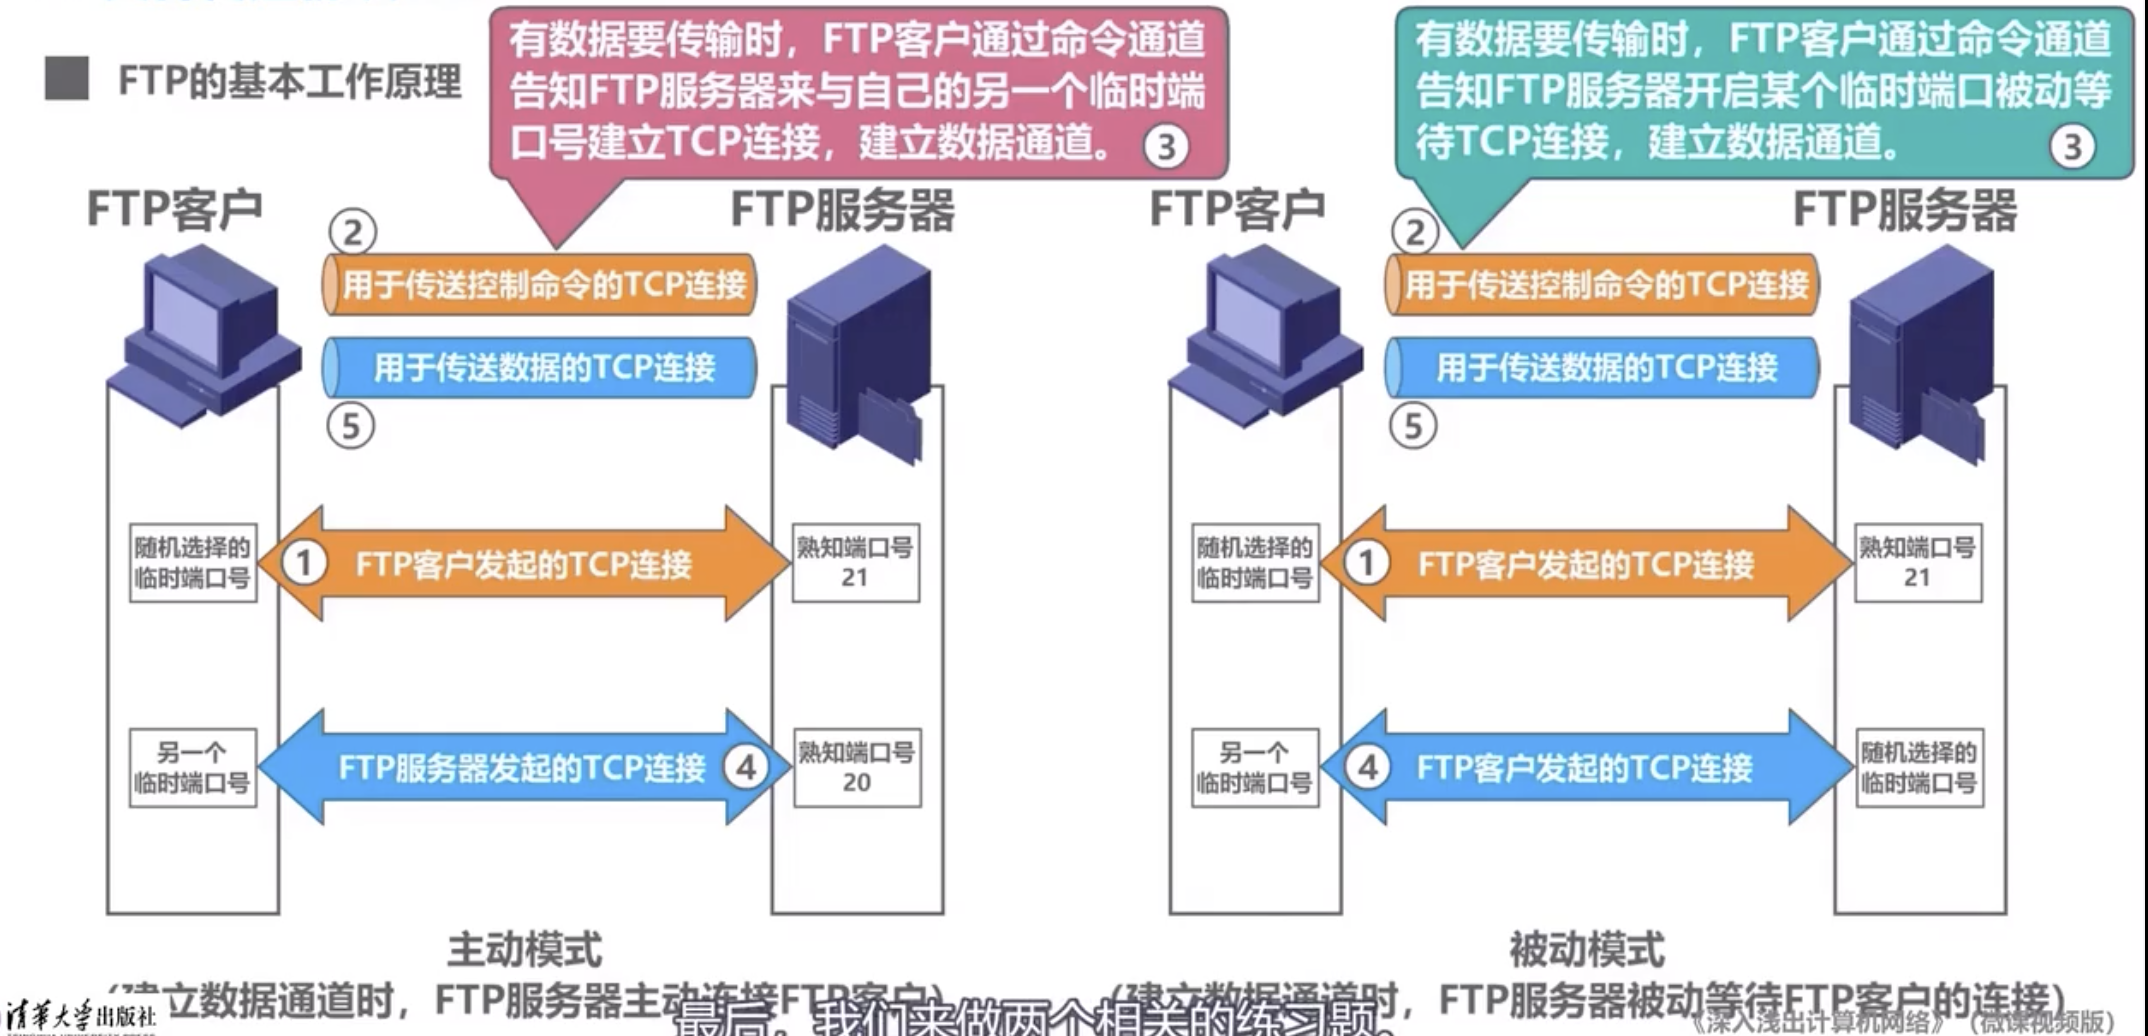 FTP的基本工作原理
有数据要传输时，FTP客户通过命令通道
告知FTP服务器来与自己的另一个临时端
口号建立TCP连接，建立数据通道。 ③
FTP客户
FTP服务器
②
用于传送控制命令的TCP连接
用于传送数据的TCP连接
⑤
随机选择的
临时端口号
① FTP客户发起的TCP连接
熟知端口号
21
另一个
临时端口号
FTP服务器发起的TCP连接 ④
熟知端口号
20
主动模式
（建立数据通道时，FTP服务器主动连接FTP客户）
有数据要传输时，FTP客户通过命令通道
告知FTP服务器开启某个临时端口被动等
待TCP连接，建立数据通道。 ③
FTP客户
FTP服务器
②
用于传送控制命令的TCP连接
用于传送数据的TCP连接
⑤
随机选择的
临时端口号
① FTP客户发起的TCP连接
熟知端口号
21
另一个
临时端口号
④ FTP客户发起的TCP连接
随机选择的
临时端口号
被动模式
（建立数据通道时，FTP服务器被动等待FTP客户的连接）
最后，我们来做两个相关的练习题。
清华大学出版社
《深入浅出计算机网络》（微课视频版）